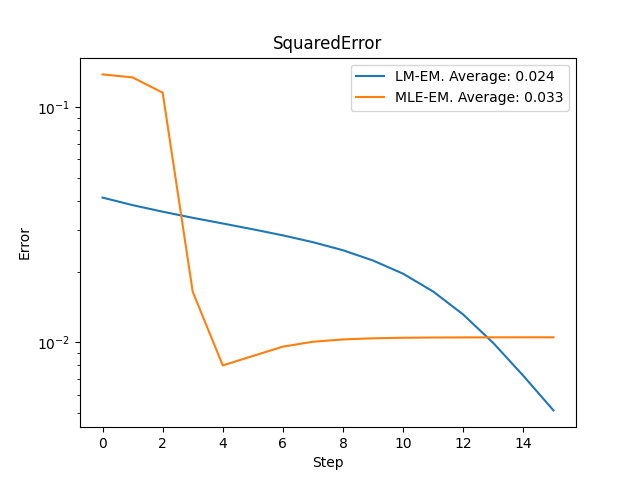 SquaredError
LM-EM. Average: 0.024
MLE-EM. Average: 0.033
10⁻¹
10⁻²
Error
0 2 4 6 8 10 12 14
Step